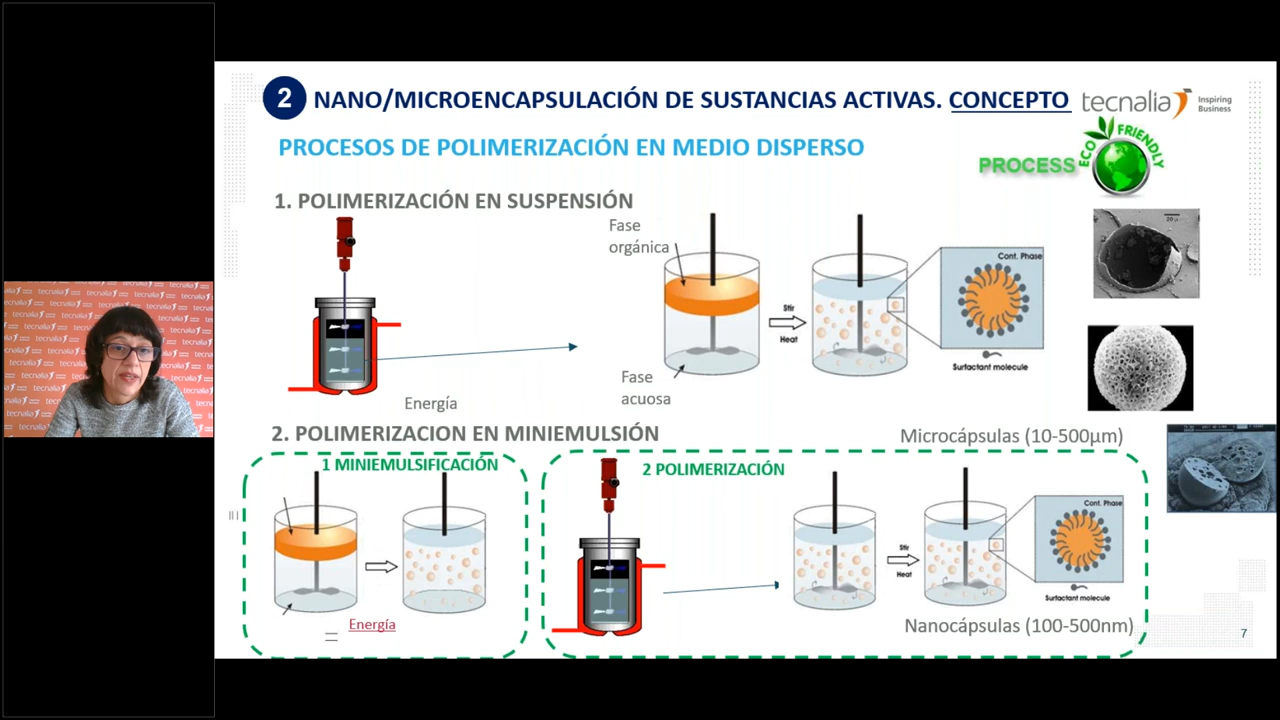 2 NANO/MICROENCAPSULACIÓN DE SUSTANCIAS ACTIVAS. CONCEPTO
tecnalia Inspiring Business
PROCESOS DE POLIMERIZACIÓN EN MEDIO DISPERSO
PROCESS ECO FRIENDLY
1. POLIMERIZACIÓN EN SUSPENSIÓN
Fase
orgánica
Cont. Phase
Stir
Heat
Surfactant molecule
Fase
acuosa
Energía
2. POLIMERIZACION EN MINIEMULSIÓN
Microcápsulas (10-500µm)
1 MINIEMULSIFICACIÓN
2 POLIMERIZACIÓN
Cont. Phase
Stir
Heat
Surfactant molecule
Energía
Nanocápsulas (100-500nm)
7
tecnalia